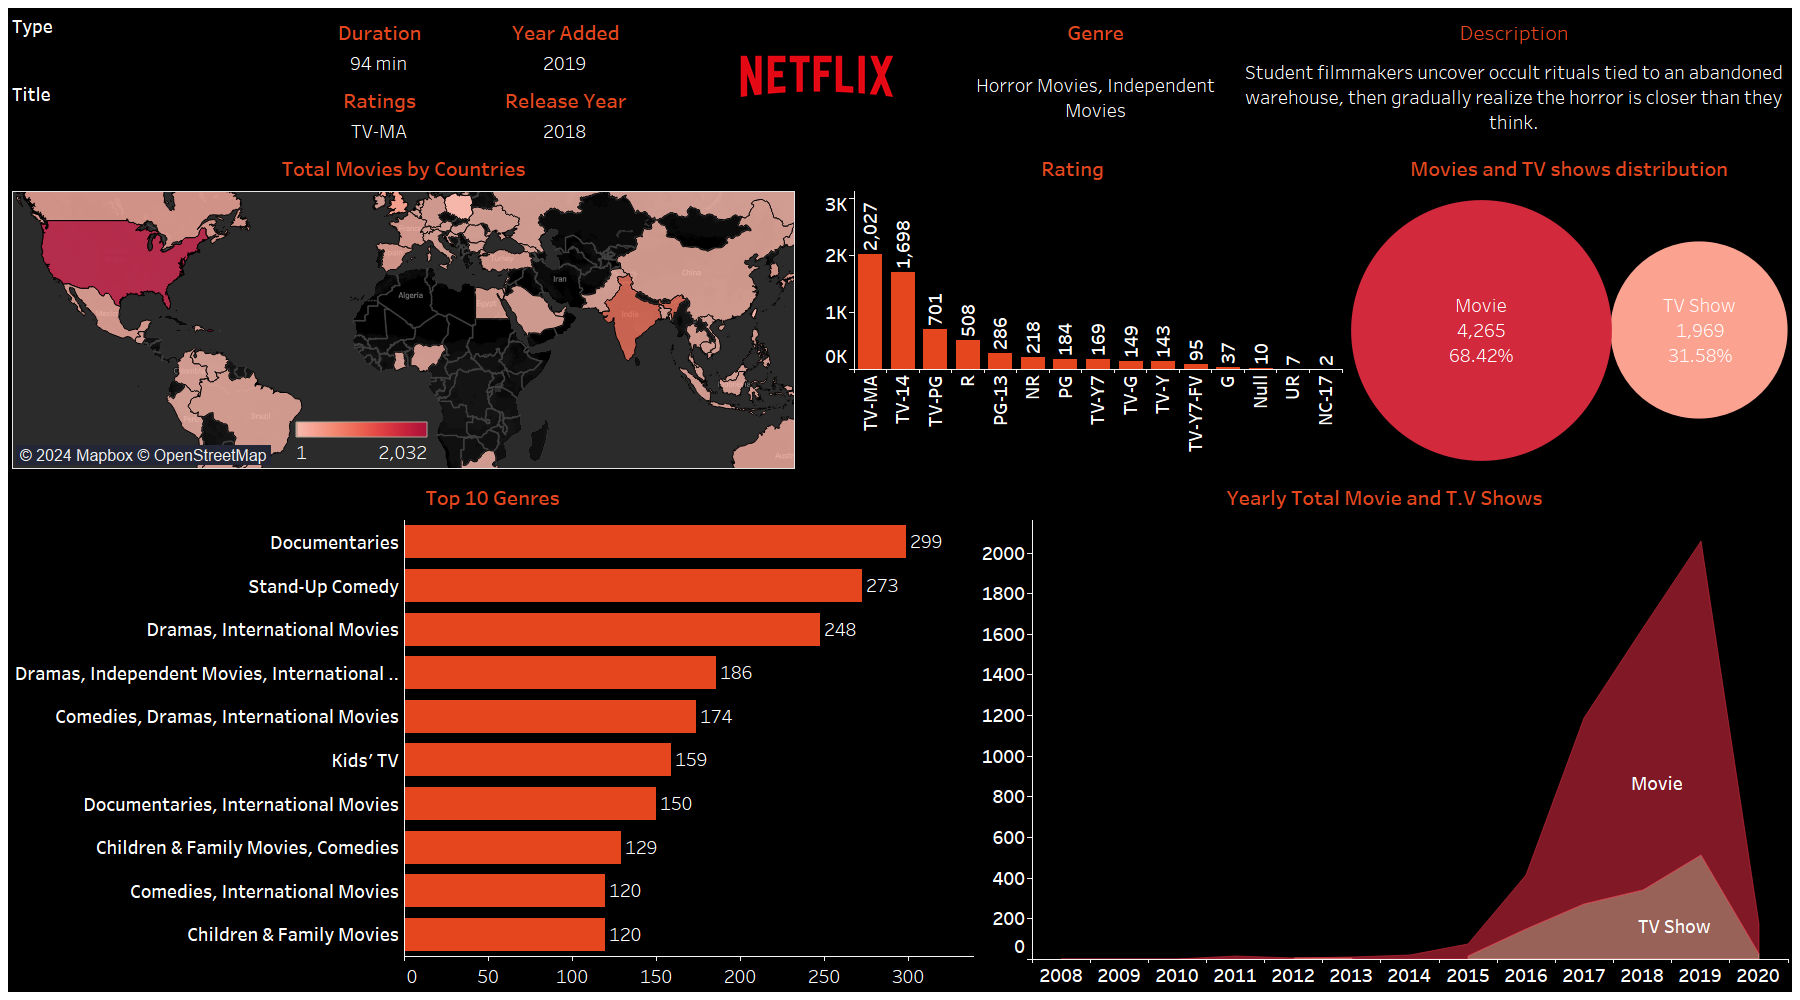 Type
Duration
94 min
Year Added
2019
NETFLIX
Genre
Horror Movies, Independent
Movies
Description
Student filmmakers uncover occult rituals tied to an abandoned
warehouse, then gradually realize the horror is closer than they
think.
Title
Ratings
TV-MA
Release Year
2018
Total Movies by Countries
Algeria
Iran
India
China
Turkey
Brazil
© 2024 Mapbox © OpenStreetMap
1
2,032
Rating
3K
2K
1K
0K
2,027
1,698
701
508
286
218
184
169
149
143
95
37
10
7
2
TV-MA
TV-14
TV-PG
R
PG-13
NR
PG
TV-Y7
TV-G
TV-Y
TV-Y7-FV
G
Null
UR
NC-17
Movies and TV shows distribution
Movie
4,265
68.42%
TV Show
1,969
31.58%
Top 10 Genres
Documentaries
299
Stand-Up Comedy
273
Dramas, International Movies
248
Dramas, Independent Movies, International ..
186
Comedies, Dramas, International Movies
174
Kids’ TV
159
Documentaries, International Movies
150
Children & Family Movies, Comedies
129
Comedies, International Movies
120
Children & Family Movies
120
0 50 100 150 200 250 300
Yearly Total Movie and T.V Shows
2000
1800
1600
1400
1200
1000
800
600
400
200
0
Movie
TV Show
2008 2009 2010 2011 2012 2013 2014 2015 2016 2017 2018 2019 2020